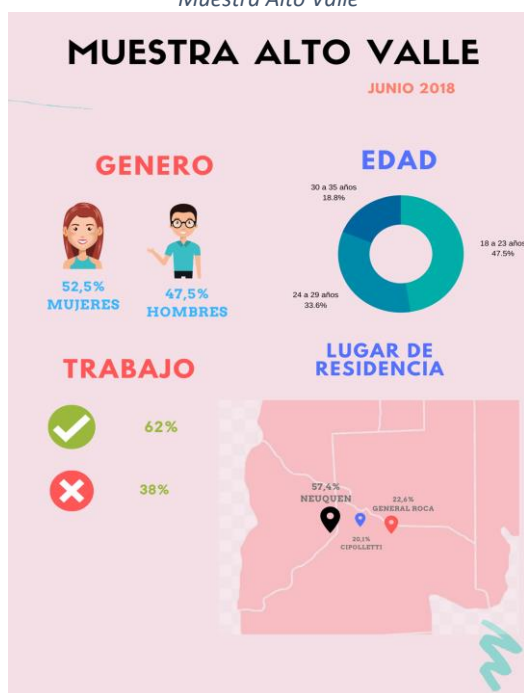 Muestra Alto Valle
MUESTRA ALTO VALLE
JUNIO 2018
GENERO
52,5%
MUJERES
47,5%
HOMBRES
EDAD
30 a 35 años
18.8%
18 a 23 años
47.5%
24 a 29 años
33.6%
TRABAJO
62%
38%
LUGAR DE
RESIDENCIA
57,4%
NEUQUEN
22,6%
GENERAL ROCA
20,1%
CIPOLLETTI